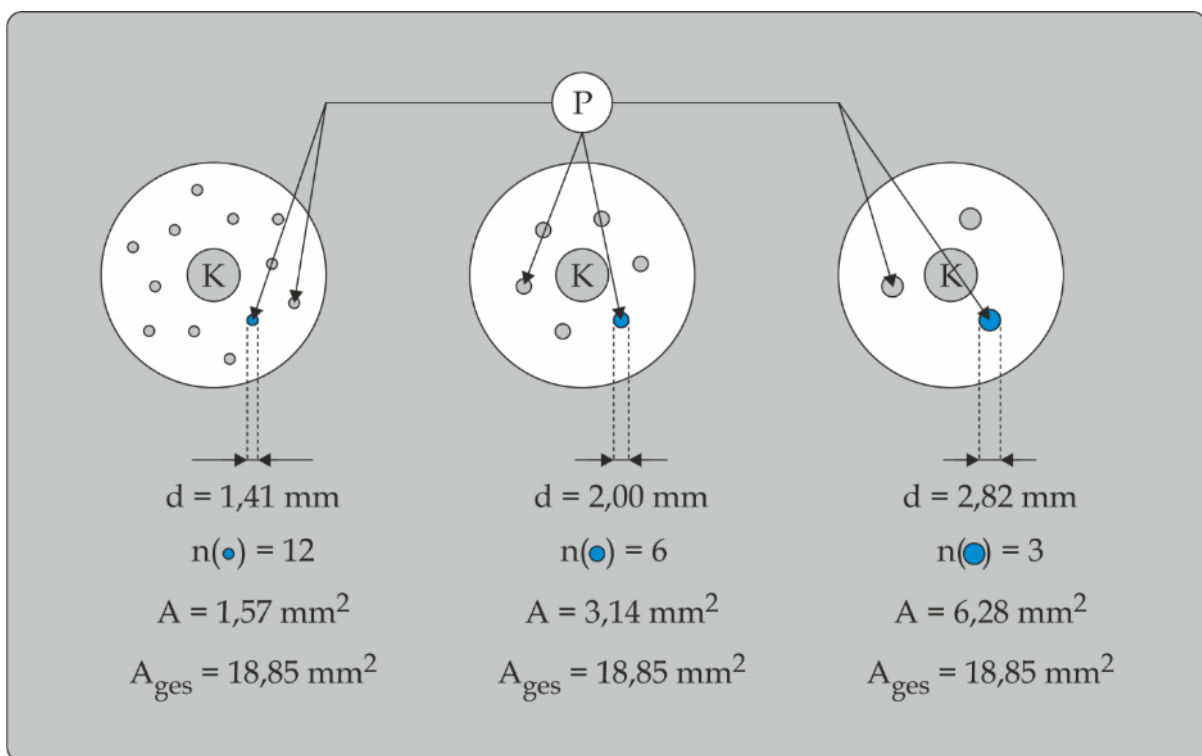 P
K
K
K
d = 1,41 mm
d = 2,00 mm
d = 2,82 mm
n( ) = 12
n( ) = 6
n( ) = 3
A = 1,57 mm²
A = 3,14 mm²
A = 6,28 mm²
A_ges = 18,85 mm²
A_ges = 18,85 mm²
A_ges = 18,85 mm²